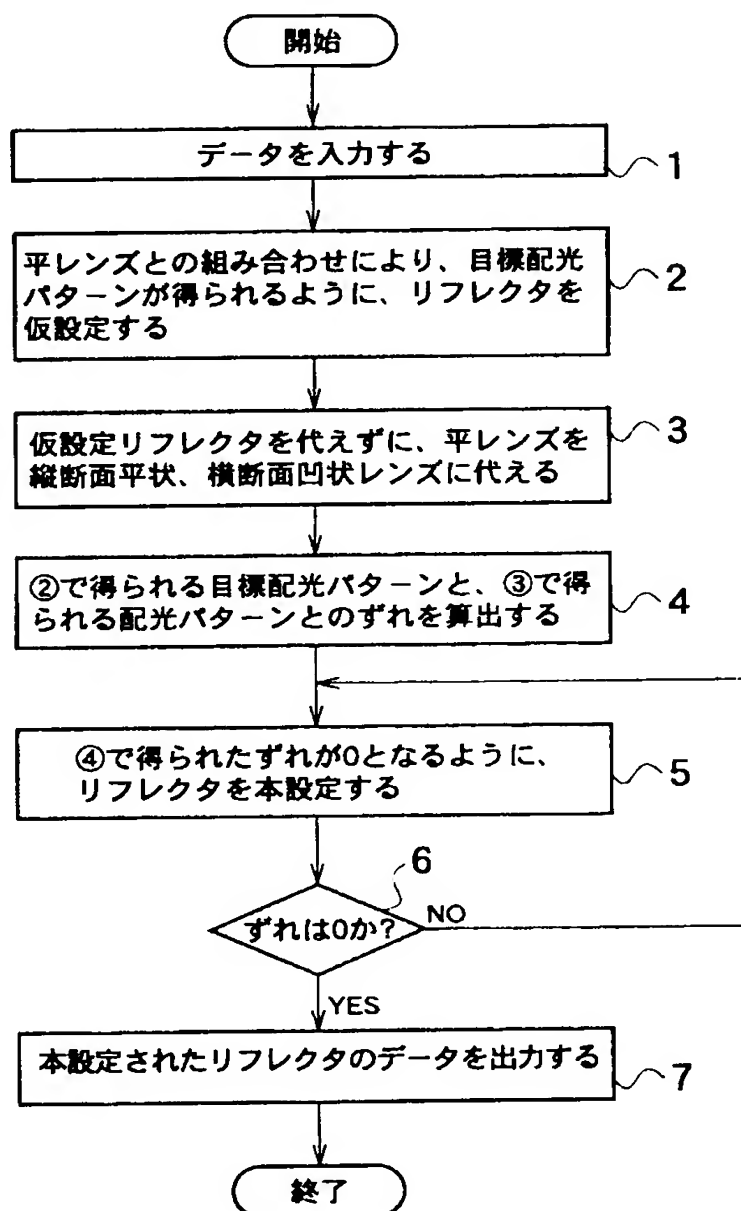 開始
データを入力する
1
平レンズとの組み合わせにより、目標配光
パターンが得られるように、リフレクタを
仮設定する
2
仮設定リフレクタを代えずに、平レンズを
縦断面平状、横断面凹状レンズに代える
3
②で得られる目標配光パターンと、③で得
られる配光パターンとのずれを算出する
4
④で得られたずれが0となるように、
リフレクタを本設定する
5
6
ずれは0か?
NO
YES
本設定されたリフレクタのデータを出力する
7
終了